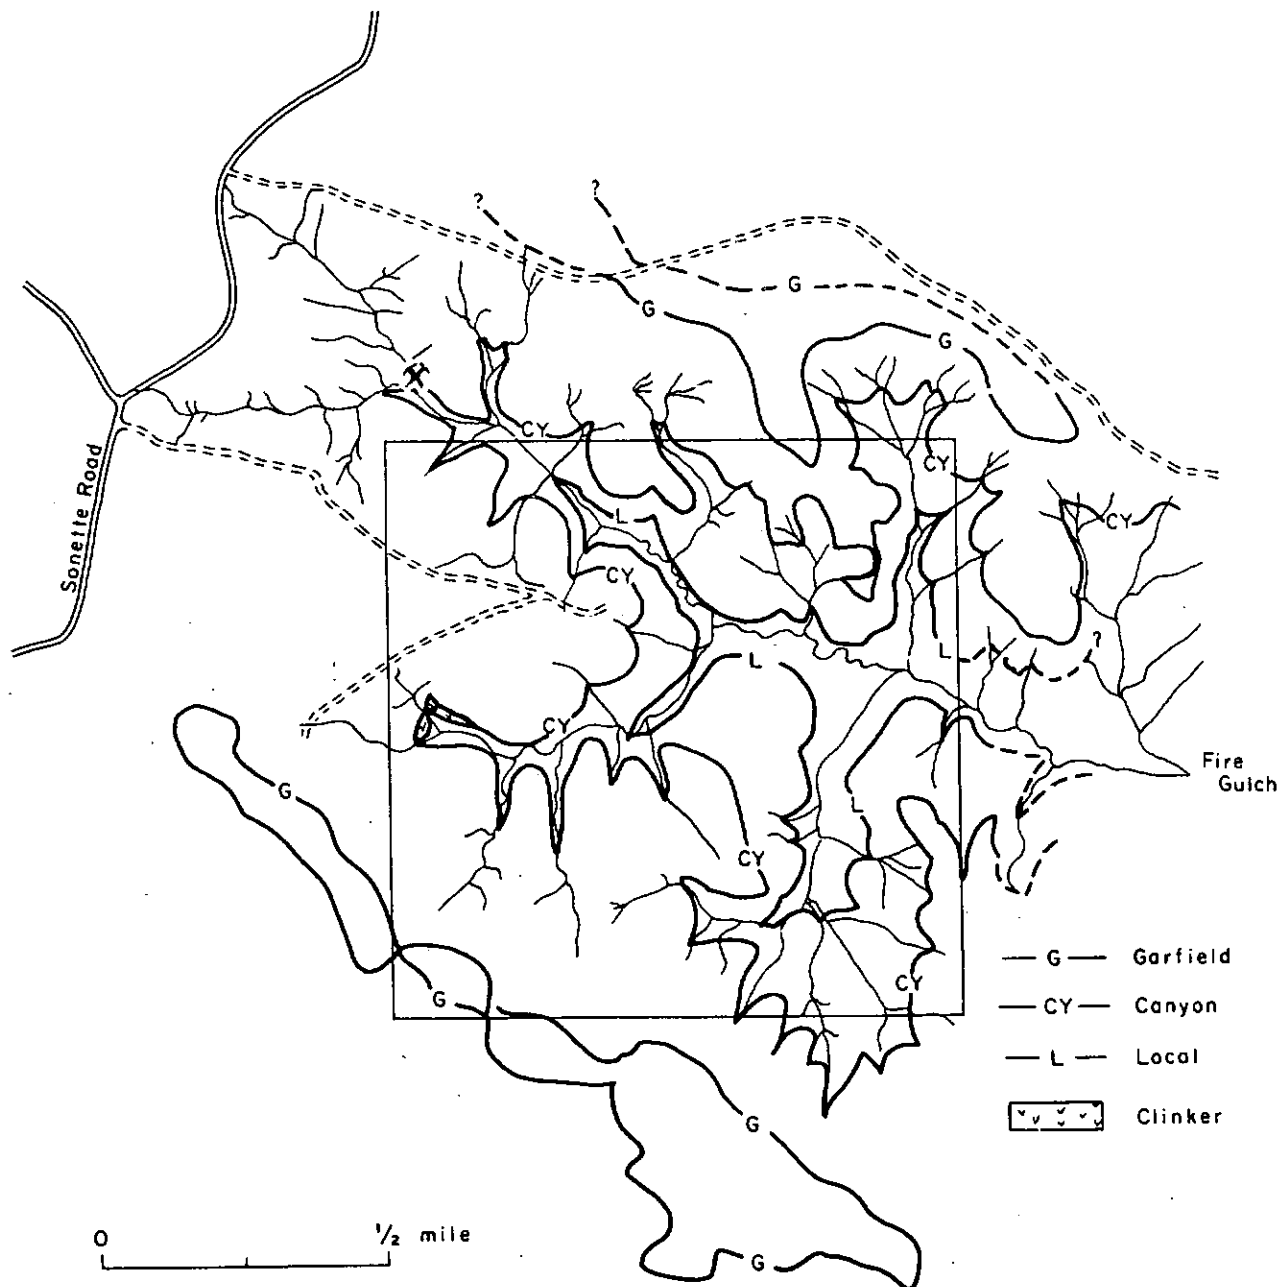 ?
?
G
G
G
CY
CY
L
CY
CY
Sonette Road
L
?
L
CY
Fire
Gulch
G
L
CY
G
CY
— G — Garfield
— CY — Canyon
— L — Local
Clinker
G
0 1/2 mile
G